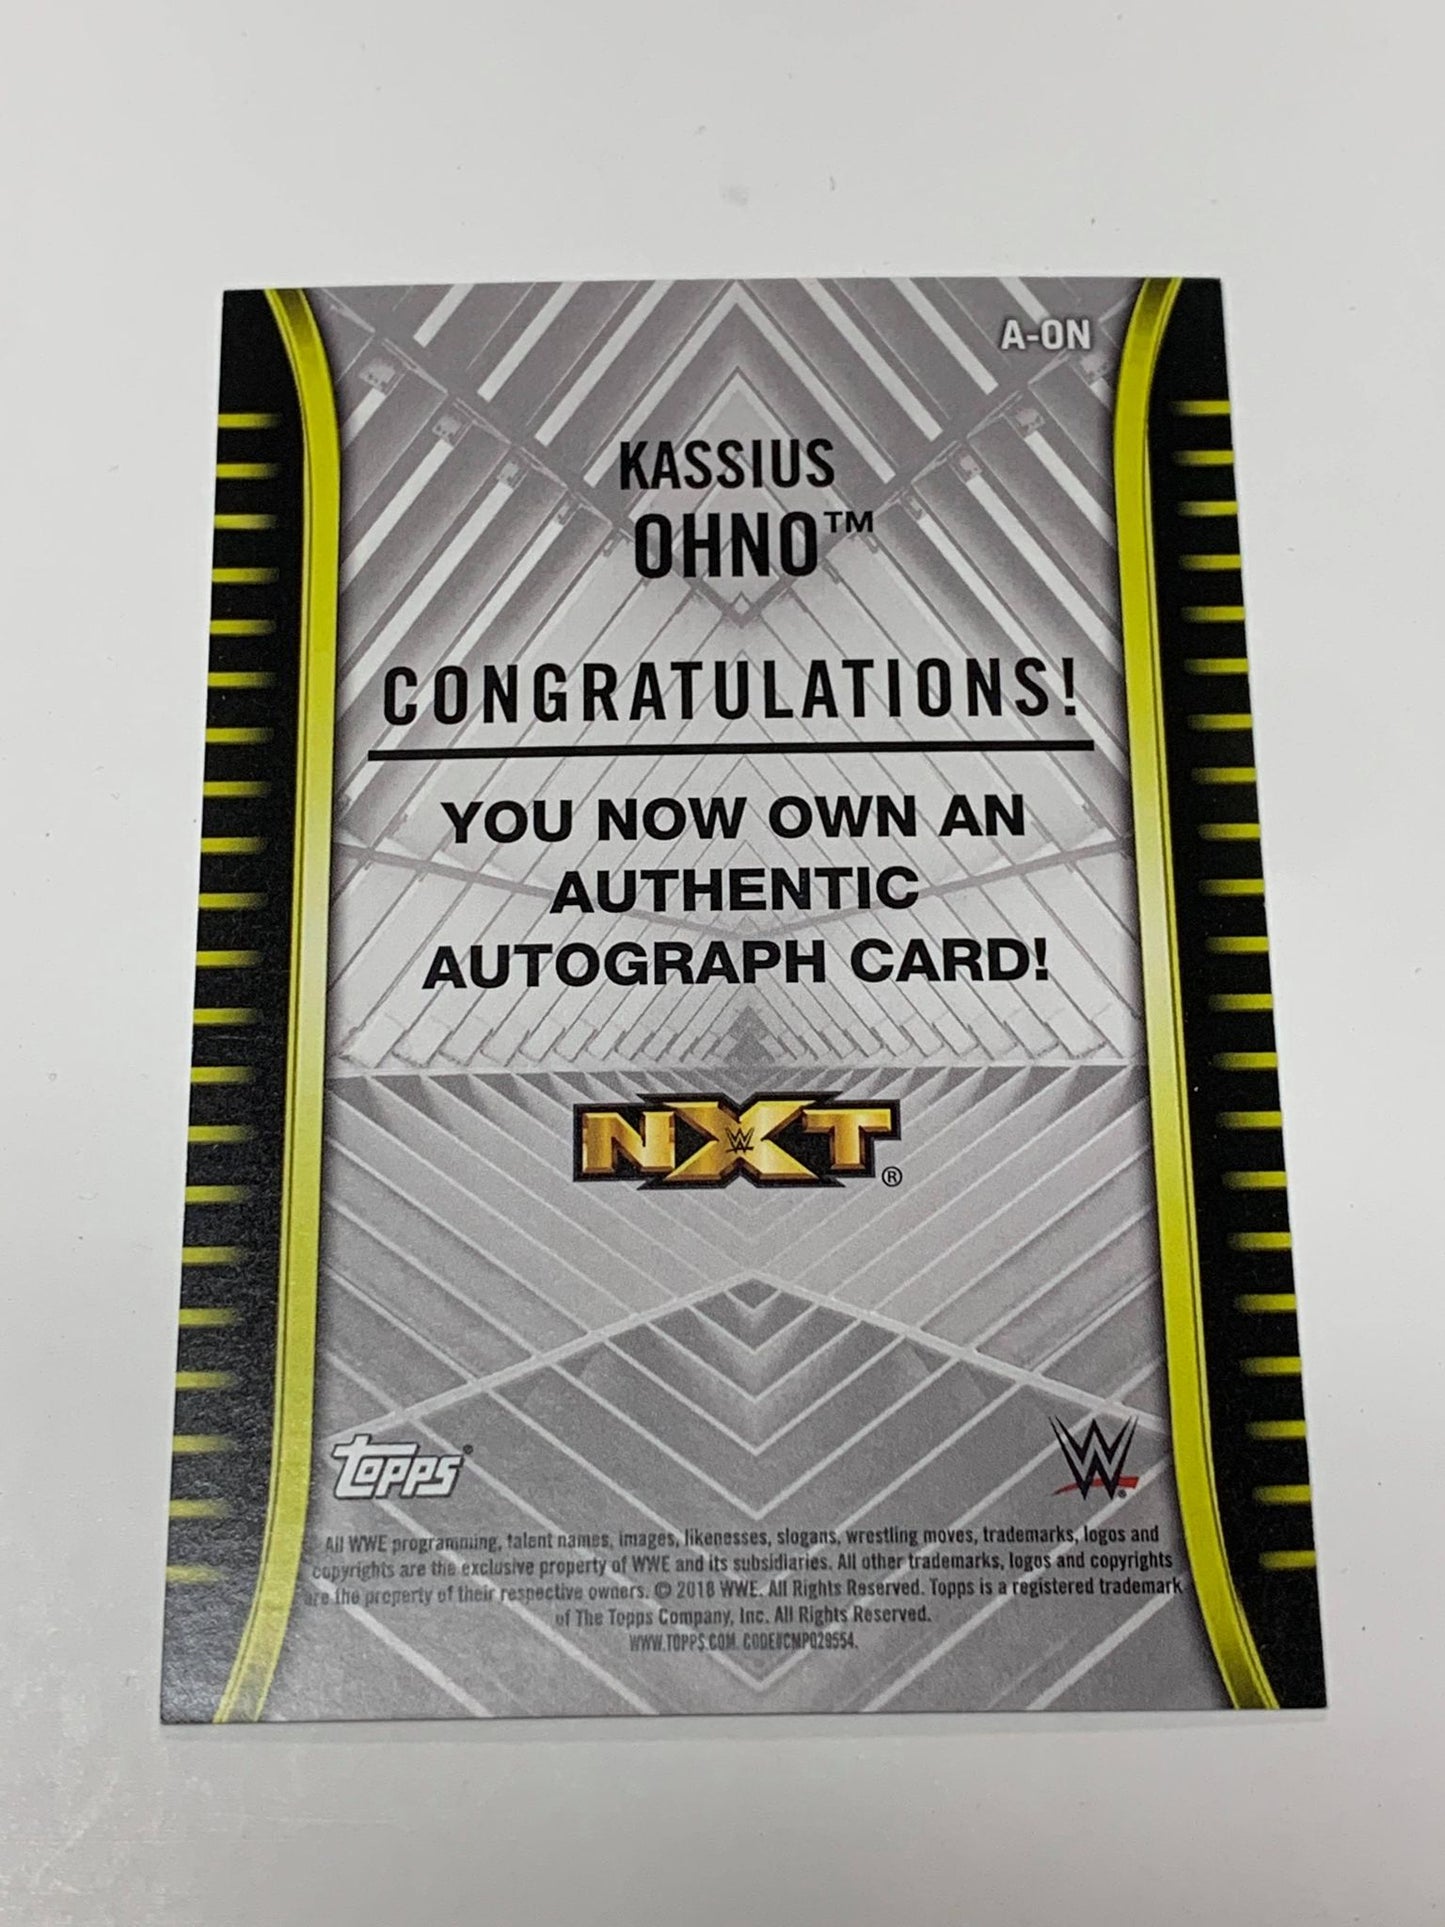 A-ON
KASSIUS
OHNO™
CONGRATULATIONS!
YOU NOW OWN AN
AUTHENTIC
AUTOGRAPH CARD!
NXT®
topps®
W®
All WWE programming, talent names, images, likenesses, slogans, wrestling moves, trademarks, logos and
copyrights are the exclusive property of WWE and its subsidiaries. All other trademarks, logos and copyrights
are the property of their respective owners. © 2018 WWE. All Rights Reserved. Topps is a registered trademark
of The Topps Company, Inc. All Rights Reserved.
WWW.TOPPS.COM. CODE#CMP029554.